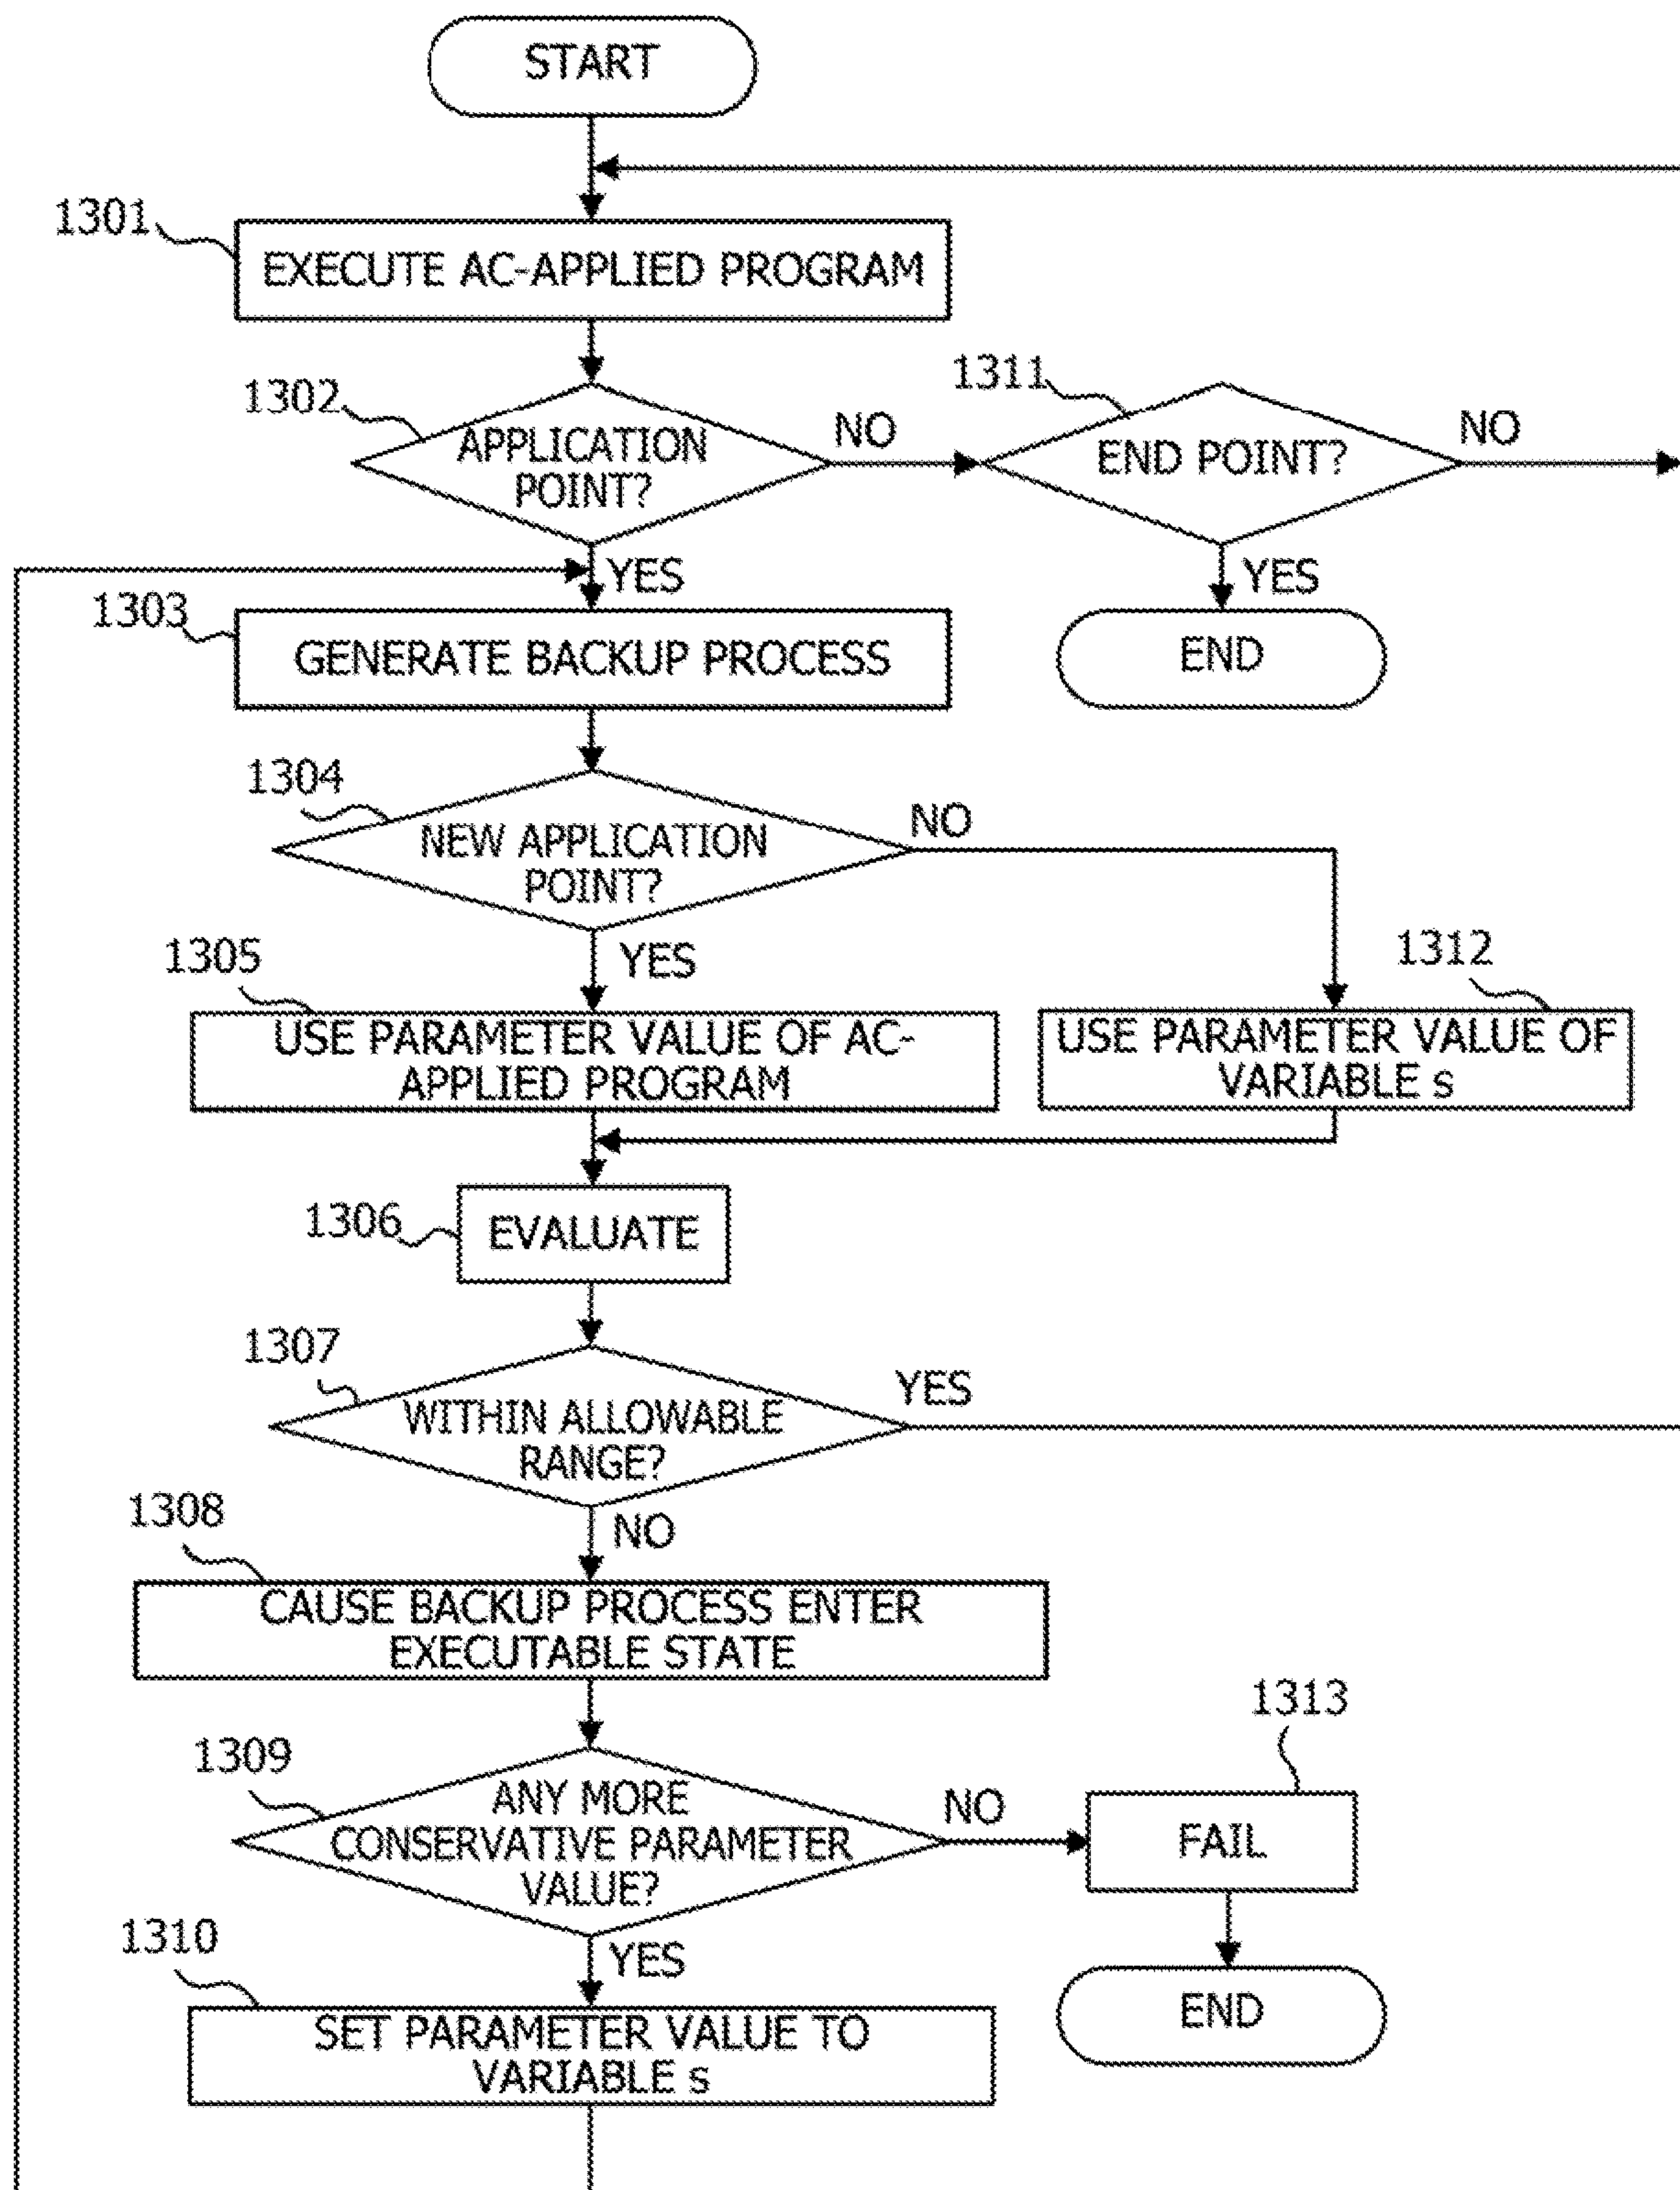 START
1301
EXECUTE AC-APPLIED PROGRAM
1302
APPLICATION
POINT?
NO
1311
END POINT?
NO
YES
YES
1303
GENERATE BACKUP PROCESS
END
1304
NEW APPLICATION
POINT?
NO
YES
1305
USE PARAMETER VALUE OF AC-
APPLIED PROGRAM
1312
USE PARAMETER VALUE OF
VARIABLE s
1306
EVALUATE
1307
WITHIN ALLOWABLE
RANGE?
YES
NO
1308
CAUSE BACKUP PROCESS ENTER
EXECUTABLE STATE
1309
ANY MORE
CONSERVATIVE PARAMETER
VALUE?
NO
1313
FAIL
YES
END
1310
SET PARAMETER VALUE TO
VARIABLE s